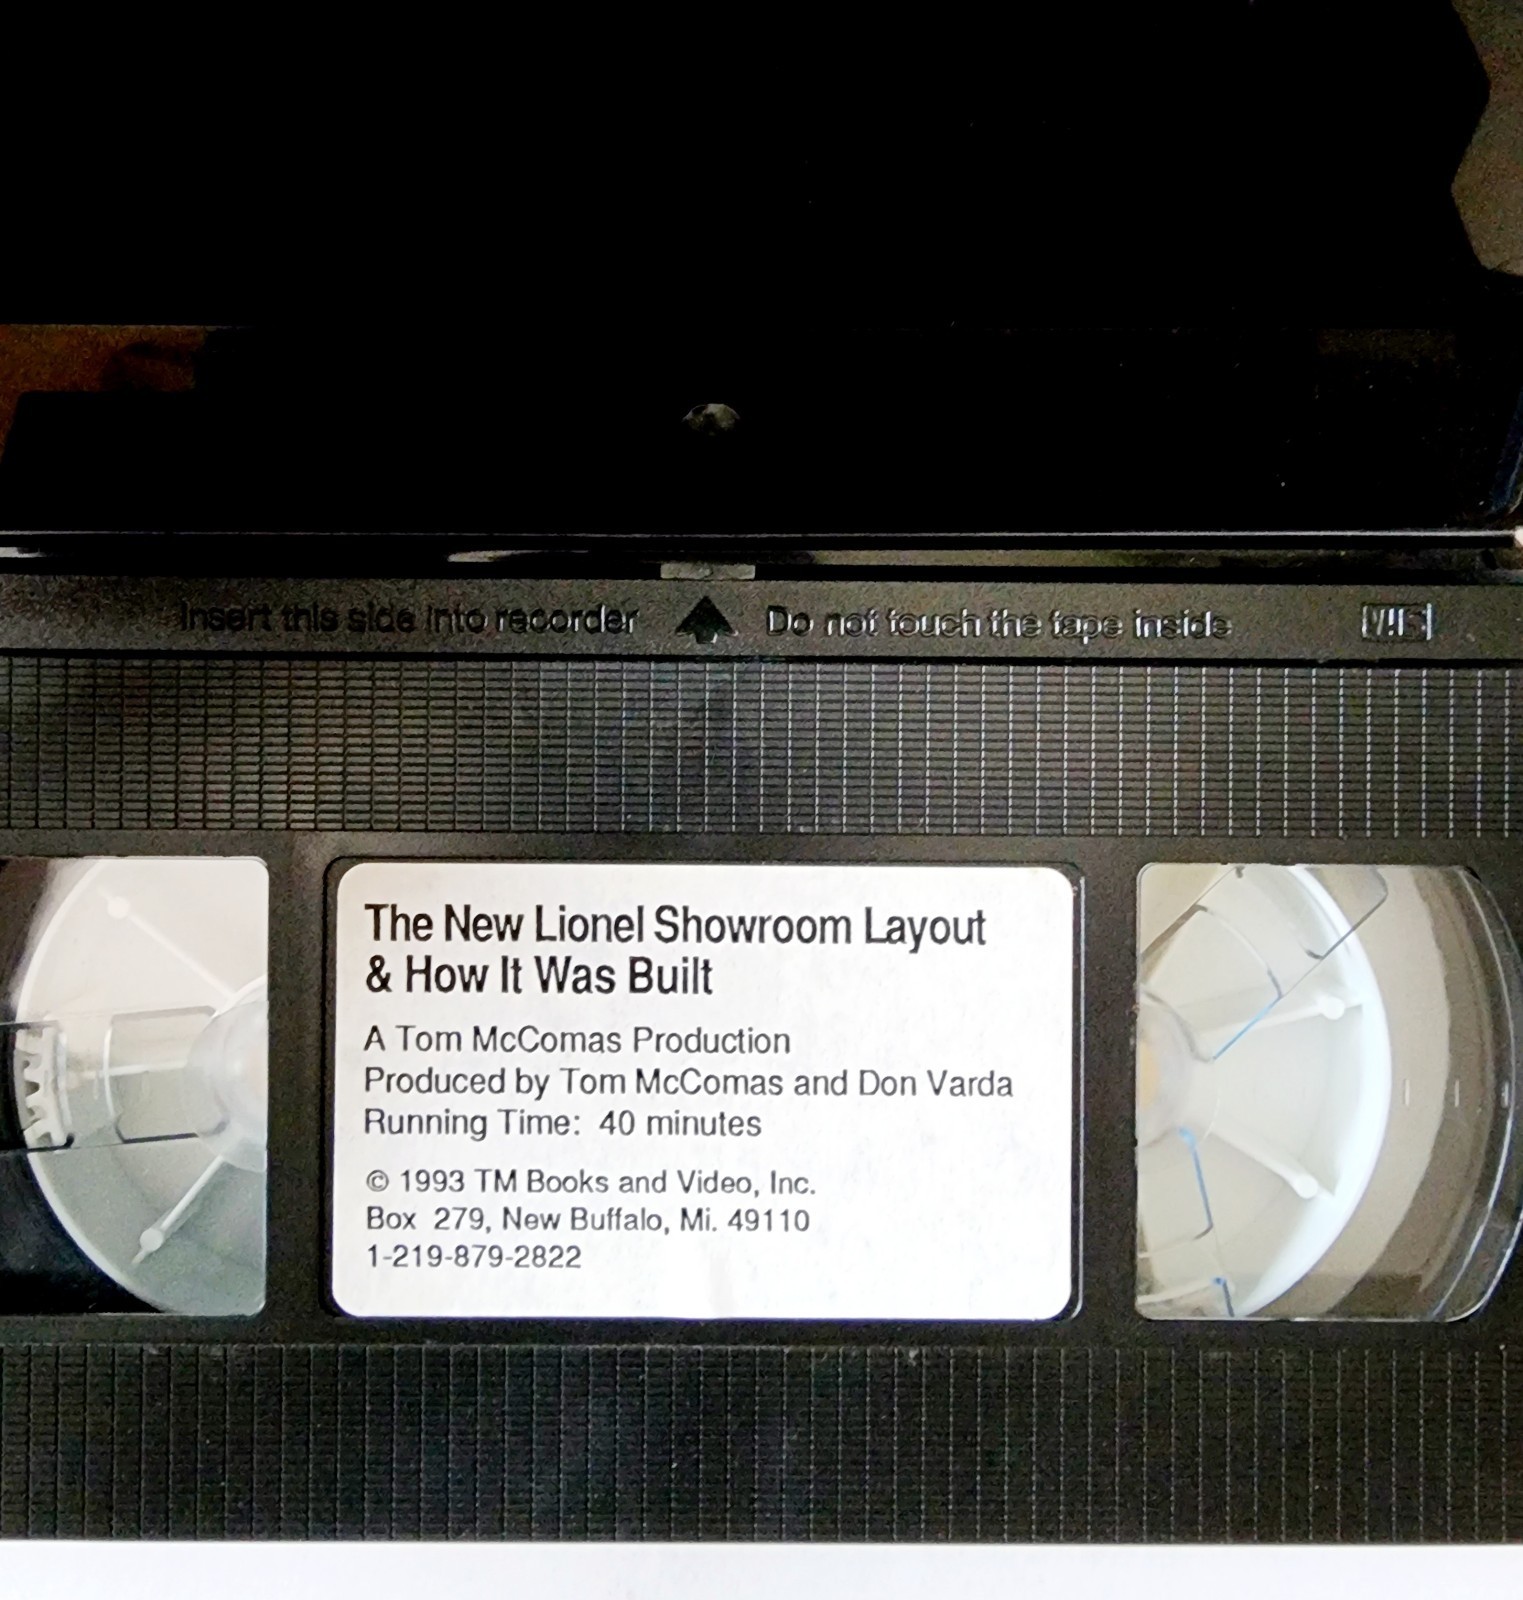 Insert this side into recorder Do not touch the tape inside VHS
The New Lionel Showroom Layout
& How It Was Built
A Tom McComas Production
Produced by Tom McComas and Don Varda
Running Time: 40 minutes
© 1993 TM Books and Video, Inc.
Box 279, New Buffalo, Mi. 49110
1-219-879-2822